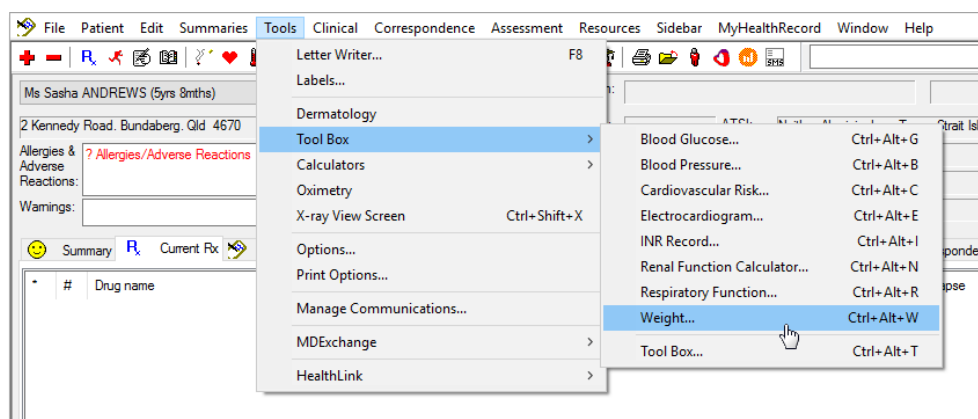 File Patient Edit Summaries Tools Clinical Correspondence Assessment Resources Sidebar MyHealthRecord Window Help
SMS
Ms Sasha ANDREWS (5yrs 8mths)
2 Kennedy Road. Bundaberg. Qld 4670
Allergies & Adverse Reactions:
? Allergies/Adverse Reactions
Warnings:
Summary
Current Rx
* # Drug name
Letter Writer... F8
Labels...
Dermatology
Tool Box >
Calculators >
Oximetry
X-ray View Screen Ctrl+Shift+X
Options...
Print Options...
Manage Communications...
MDExchange >
HealthLink >
Blood Glucose... Ctrl+Alt+G
Blood Pressure... Ctrl+Alt+B
Cardiovascular Risk... Ctrl+Alt+C
Electrocardiogram... Ctrl+Alt+E
INR Record... Ctrl+Alt+I
Renal Function Calculator... Ctrl+Alt+N
Respiratory Function... Ctrl+Alt+R
Weight... Ctrl+Alt+W
Tool Box... Ctrl+Alt+T